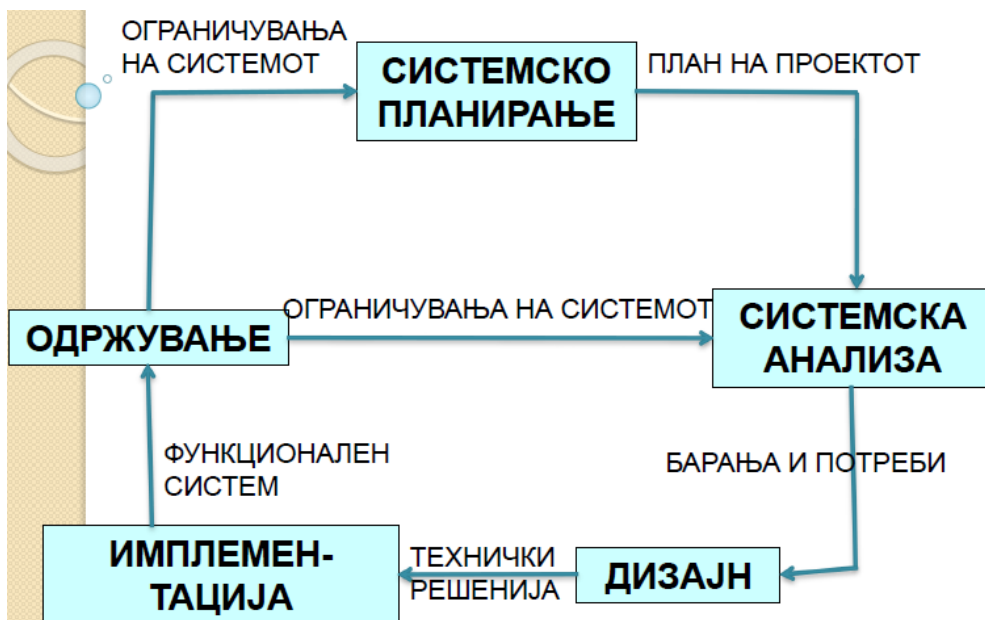 ОГРАНИЧУВАЊА
НА СИСТЕМОТ
СИСТЕМСКО
ПЛАНИРАЊЕ
ПЛАН НА ПРОЕКТОТ
ОГРАНИЧУВАЊА НА СИСТЕМОТ
ОДРЖУВАЊЕ
СИСТЕМСКА
АНАЛИЗА
ФУНКЦИОНАЛЕН
СИСТЕМ
БАРАЊА И ПОТРЕБИ
ИМПЛЕМЕН-
ТАЦИЈА
ТЕХНИЧКИ
РЕШЕНИЈА
ДИЗАЈН